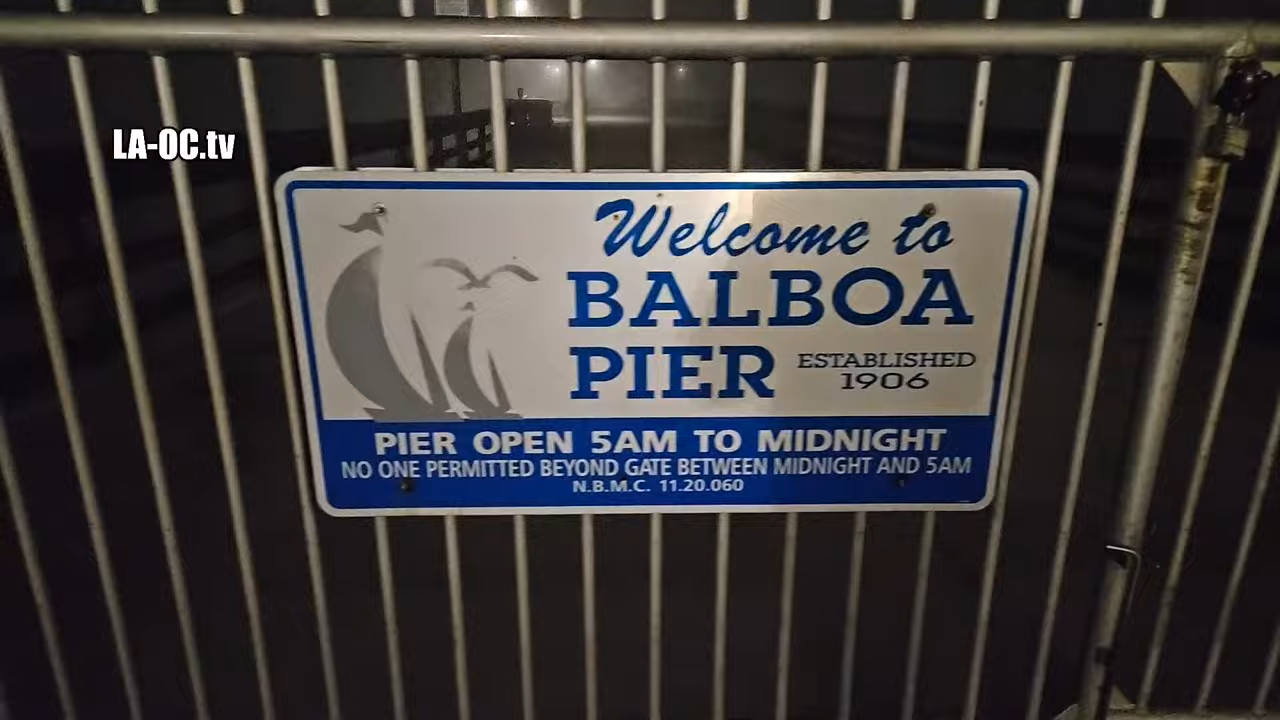 LA-OC.tv
Welcome to
BALBOA
PIER ESTABLISHED
1906
PIER OPEN 5AM TO MIDNIGHT
NO ONE PERMITTED BEYOND GATE BETWEEN MIDNIGHT AND 5AM
N.B.M.C. 11.20.060